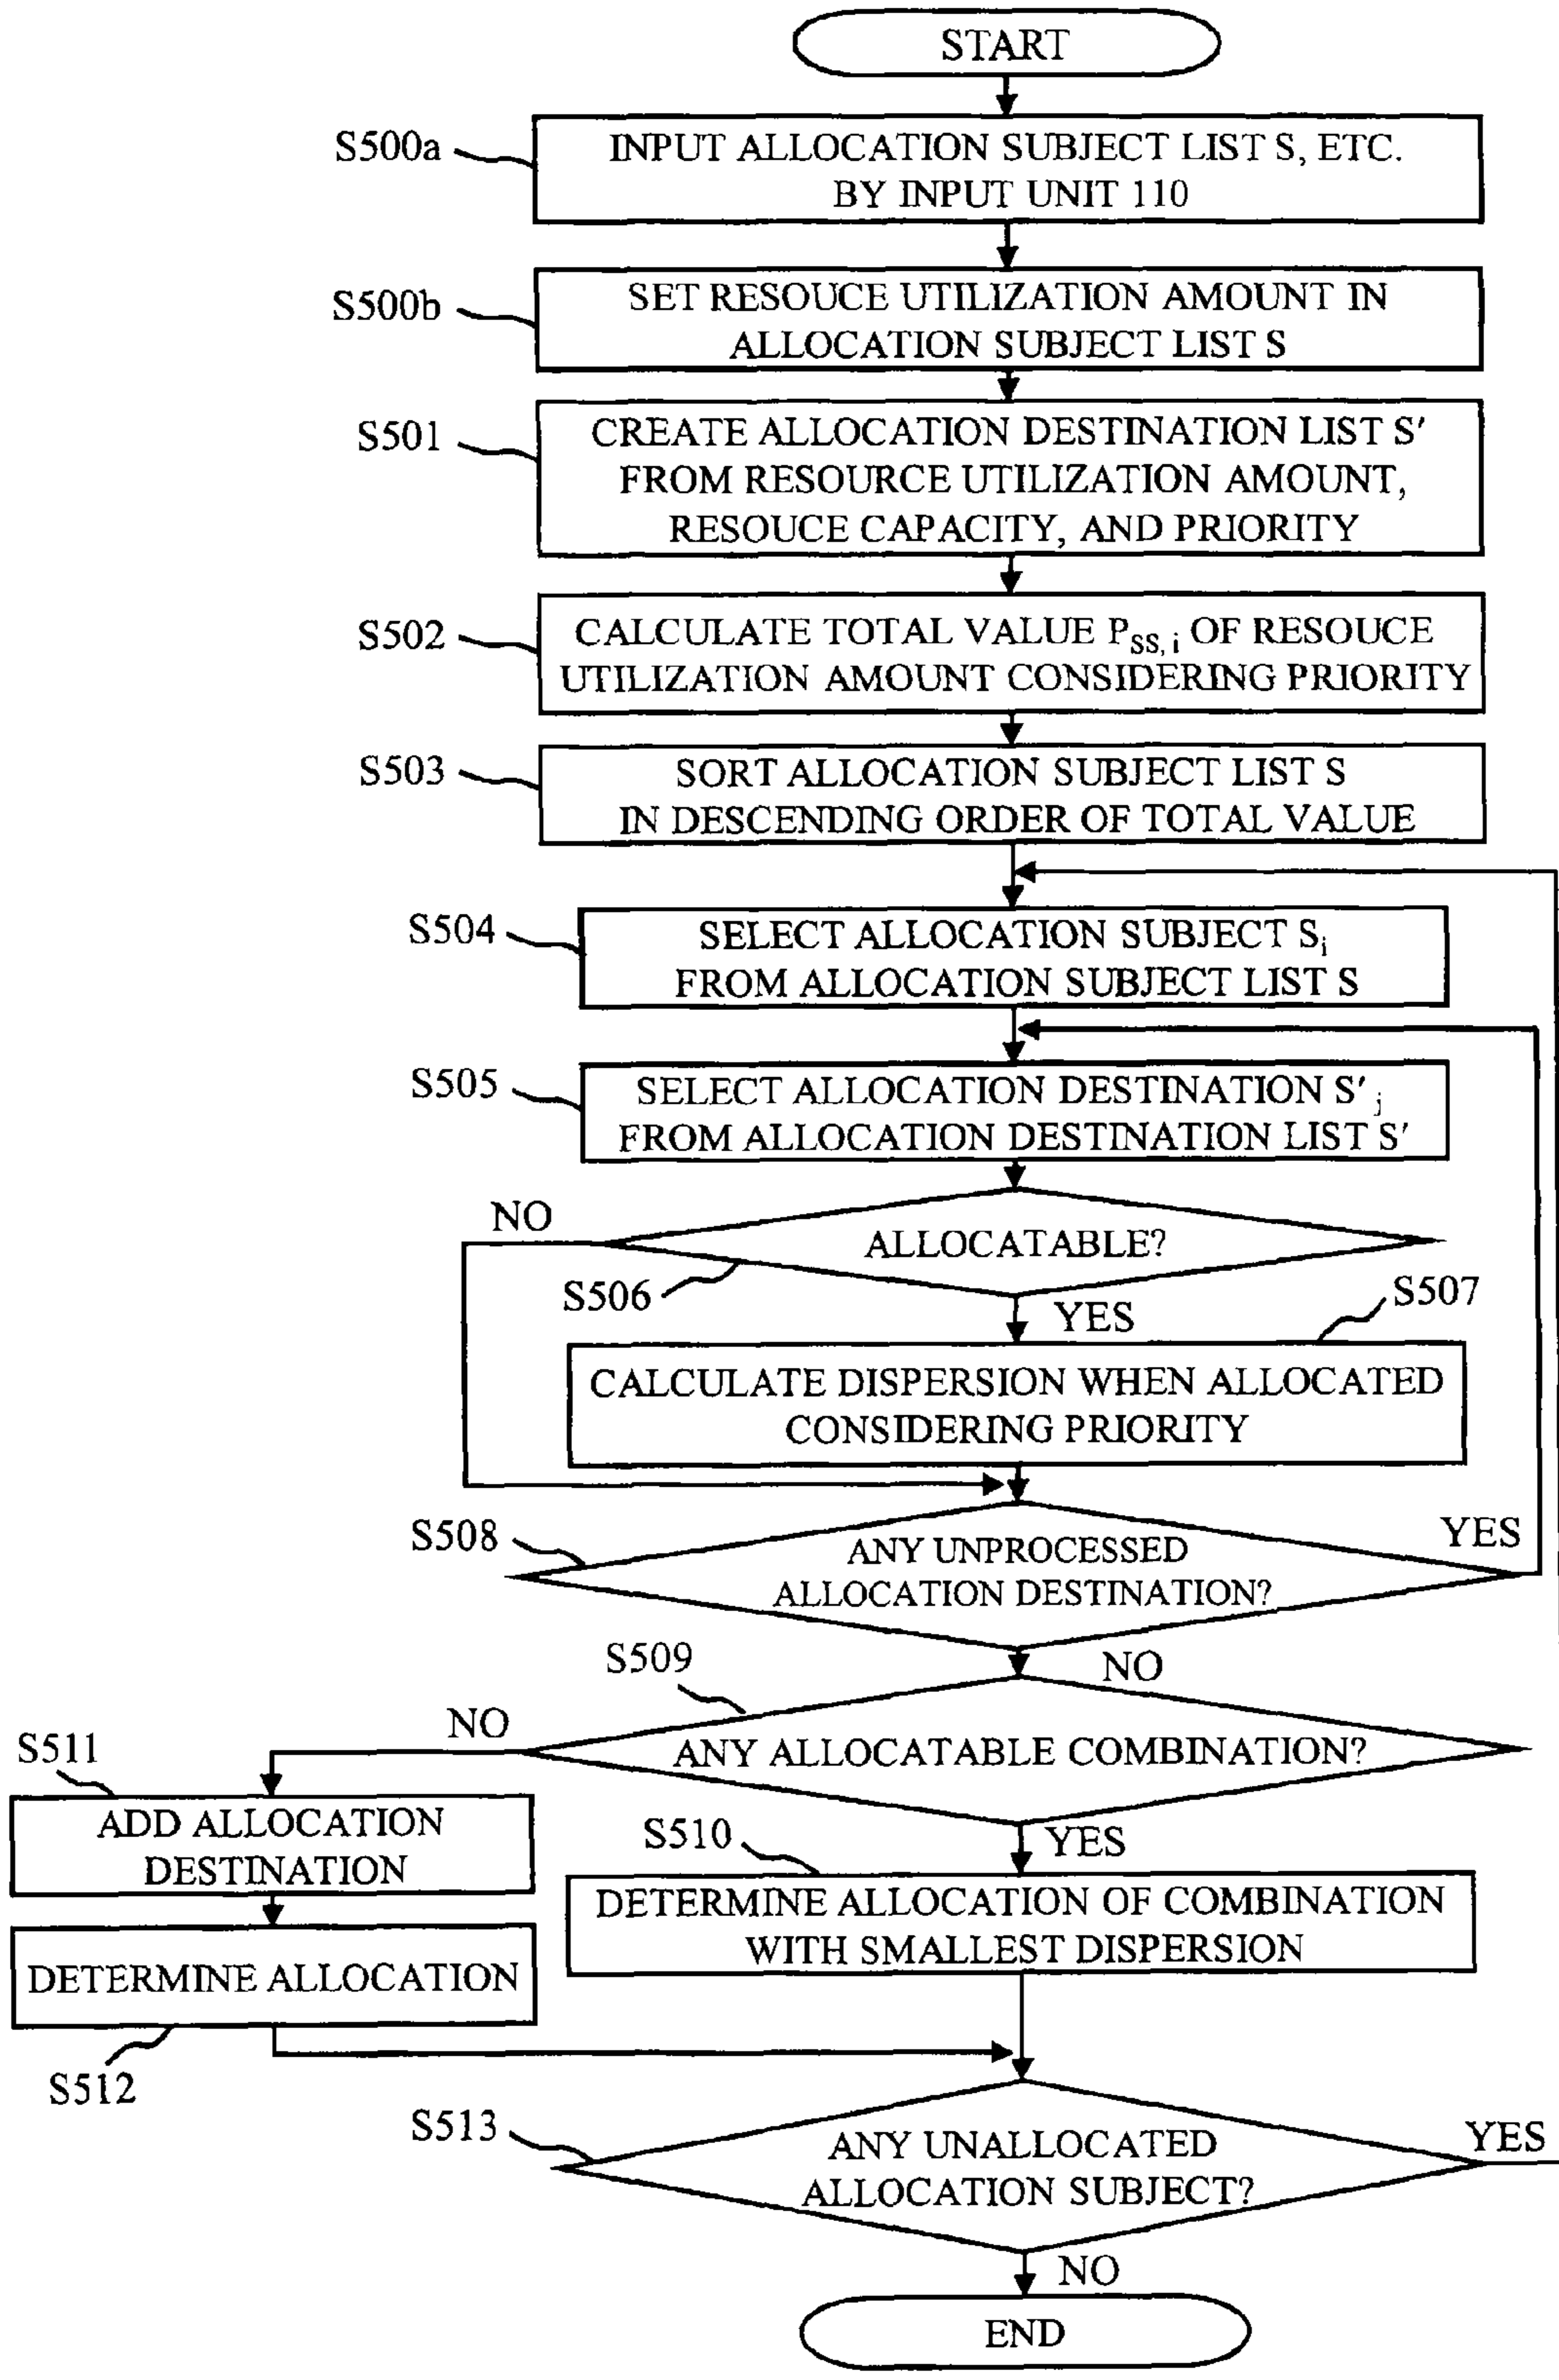 START
S500a
INPUT ALLOCATION SUBJECT LIST S, ETC.
BY INPUT UNIT 110
S500b
SET RESOUCE UTILIZATION AMOUNT IN
ALLOCATION SUBJECT LIST S
S501
CREATE ALLOCATION DESTINATION LIST S'
FROM RESOURCE UTILIZATION AMOUNT,
RESOUCE CAPACITY, AND PRIORITY
S502
CALCULATE TOTAL VALUE PSS, i OF RESOUCE
UTILIZATION AMOUNT CONSIDERING PRIORITY
S503
SORT ALLOCATION SUBJECT LIST S
IN DESCENDING ORDER OF TOTAL VALUE
S504
SELECT ALLOCATION SUBJECT Si
FROM ALLOCATION SUBJECT LIST S
S505
SELECT ALLOCATION DESTINATION S'j
FROM ALLOCATION DESTINATION LIST S'
NO
ALLOCATABLE?
S506
YES
S507
CALCULATE DISPERSION WHEN ALLOCATED
CONSIDERING PRIORITY
S508
ANY UNPROCESSED
ALLOCATION DESTINATION?
YES
NO
S509
NO
ANY ALLOCATABLE COMBINATION?
S511
ADD ALLOCATION
DESTINATION
S510
YES
DETERMINE ALLOCATION OF COMBINATION
WITH SMALLEST DISPERSION
DETERMINE ALLOCATION
S512
S513
ANY UNALLOCATED
ALLOCATION SUBJECT?
YES
NO
END